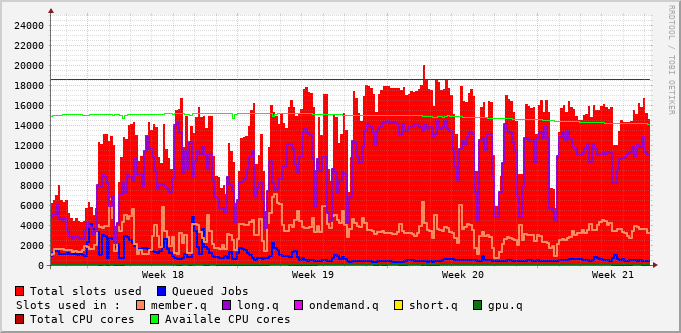 24000
22000
20000
18000
16000
14000
12000
10000
8000
6000
4000
2000
0
Week 18 Week 19 Week 20 Week 21
Total slots used Queued Jobs
Slots used in : member.q long.q ondemand.q short.q gpu.q
Total CPU cores Availale CPU cores
RRDTOOL / TOBI OETIKER